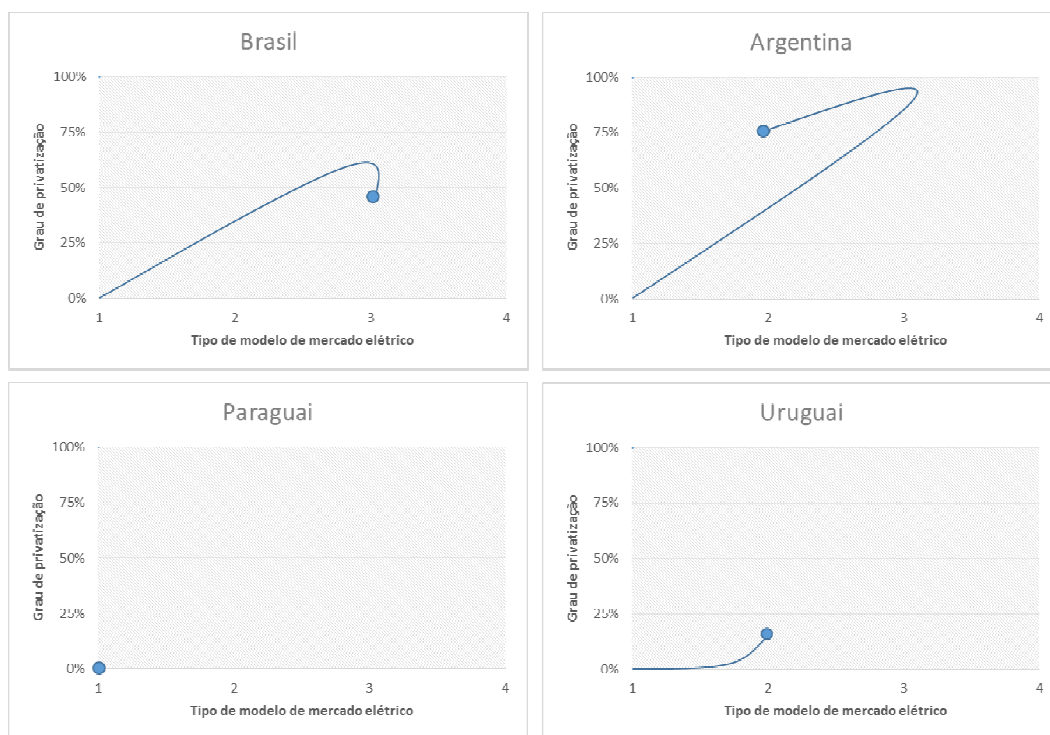 Brasil
100%
75%
50%
25%
0%
Grau de privatização
1 2 3 4
Tipo de modelo de mercado elétrico
Argentina
100%
75%
50%
25%
0%
Grau de privatização
1 2 3 4
Tipo de modelo de mercado elétrico
Paraguai
100%
75%
50%
25%
0%
Grau de privatização
1 2 3 4
Tipo de modelo de mercado elétrico
Uruguai
100%
75%
50%
25%
0%
Grau de privatização
1 2 3 4
Tipo de modelo de mercado elétrico